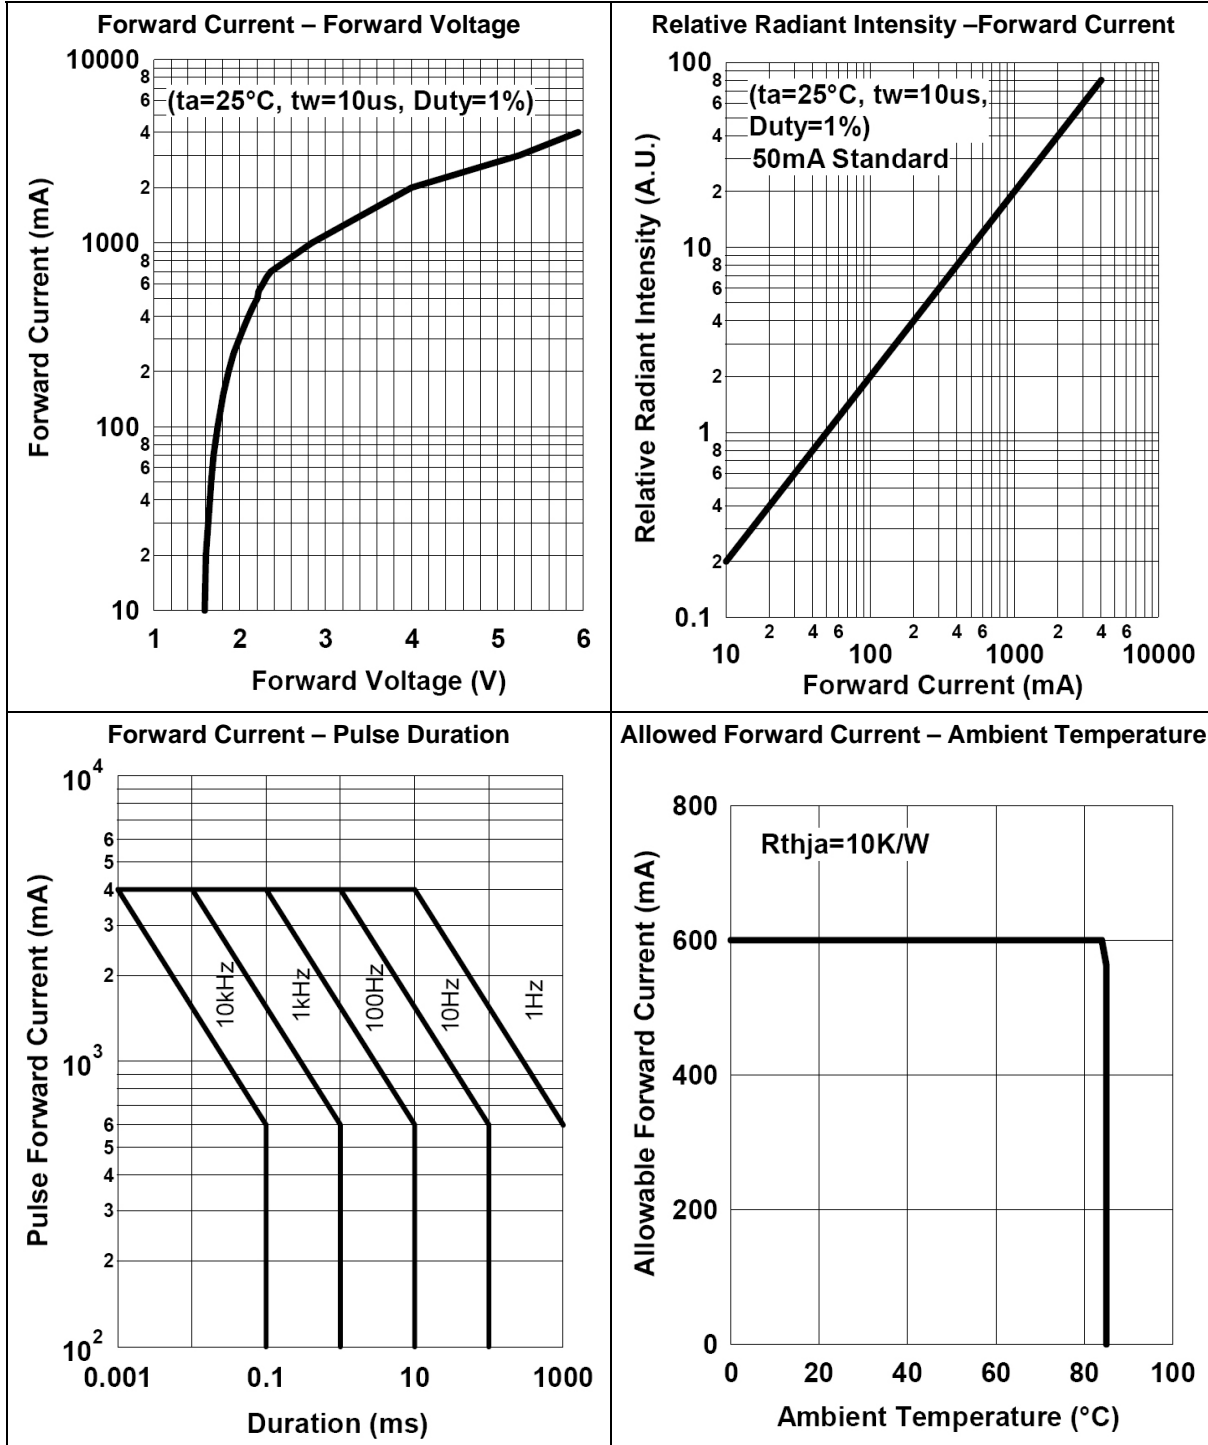 Forward Current – Forward Voltage
10000
8
6
4
2
1000
8
6
4
2
100
8
6
4
2
10
(ta=25°C, tw=10us, Duty=1%)
Forward Current (mA)
1 2 3 4 5 6
Forward Voltage (V)
Relative Radiant Intensity –Forward Current
100
8
6
4
2
10
8
6
4
2
1
8
6
4
2
0.1
(ta=25°C, tw=10us,
Duty=1%)
50mA Standard
Relative Radiant Intensity (A.U.)
2 4 6 2 4 6 2 4 6
10 100 1000 10000
Forward Current (mA)
Forward Current – Pulse Duration
10⁴
6
5
4
3
2
10³
6
5
4
3
2
10²
10kHz
1kHz
100Hz
10Hz
1Hz
Pulse Forward Current (mA)
0.001 0.1 10 1000
Duration (ms)
Allowed Forward Current – Ambient Temperature
800
600
400
200
0
Rthja=10K/W
Allowable Forward Current (mA)
0 20 40 60 80 100
Ambient Temperature (°C)